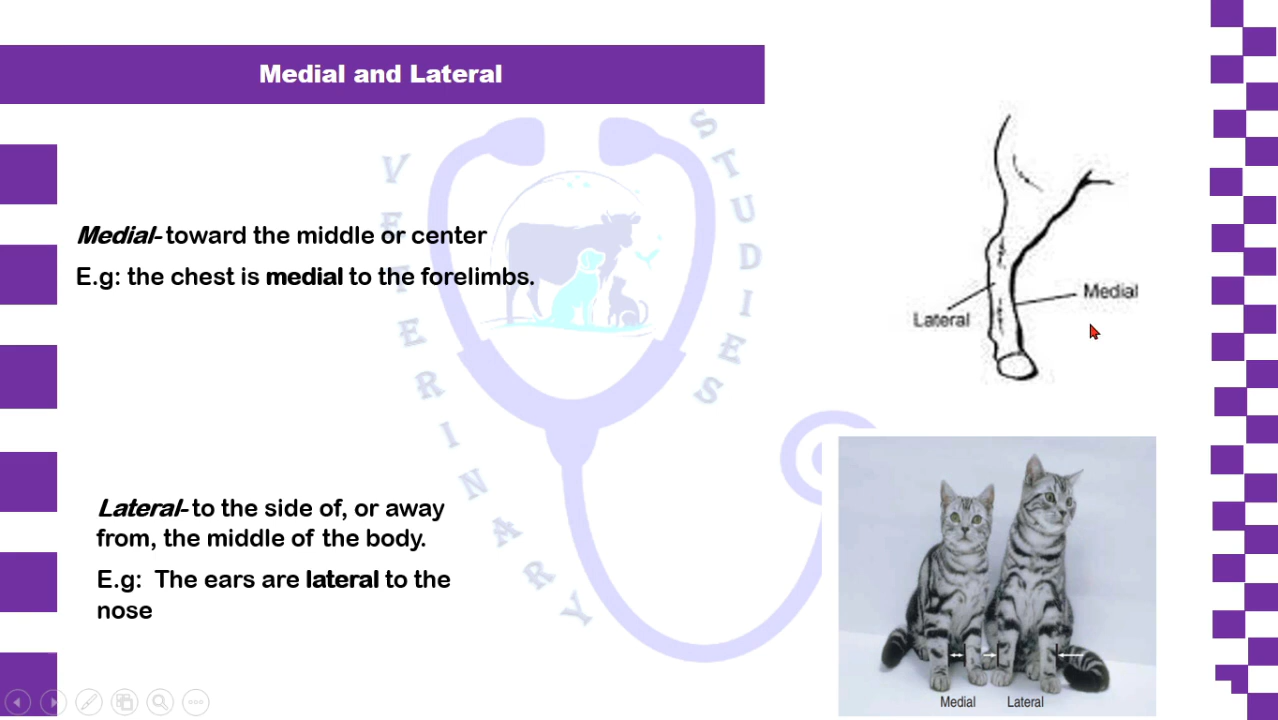 Medial and Lateral
VETERINARY
STUDIES
Medial- toward the middle or center
E.g: the chest is medial to the forelimbs.
Lateral
Medial
Lateral- to the side of, or away
from, the middle of the body.
E.g: The ears are lateral to the
nose
Medial
Lateral